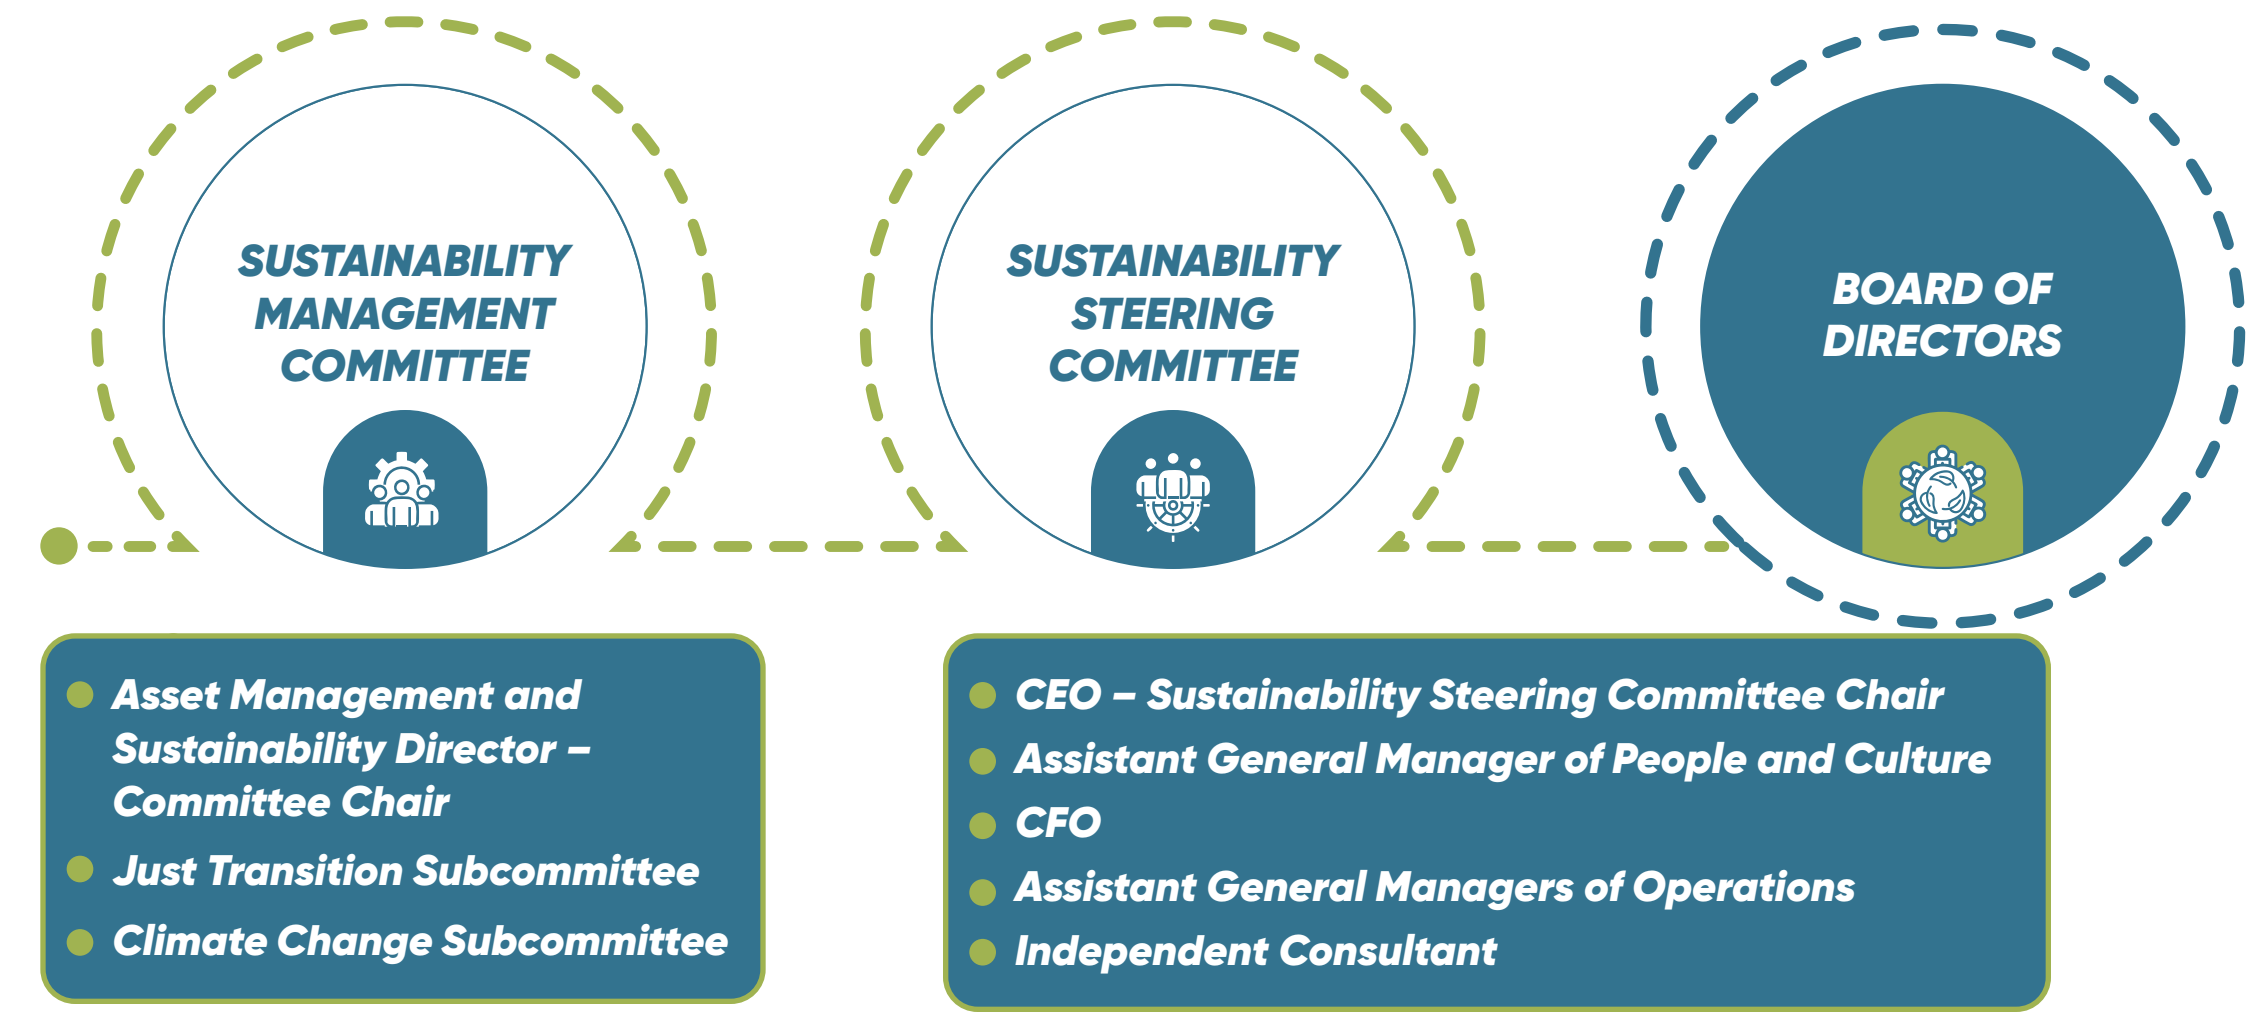 SUSTAINABILITY
MANAGEMENT
COMMITTEE
SUSTAINABILITY
STEERING
COMMITTEE
BOARD OF
DIRECTORS
Asset Management and
Sustainability Director –
Committee Chair
Just Transition Subcommittee
Climate Change Subcommittee
CEO – Sustainability Steering Committee Chair
Assistant General Manager of People and Culture
CFO
Assistant General Managers of Operations
Independent Consultant